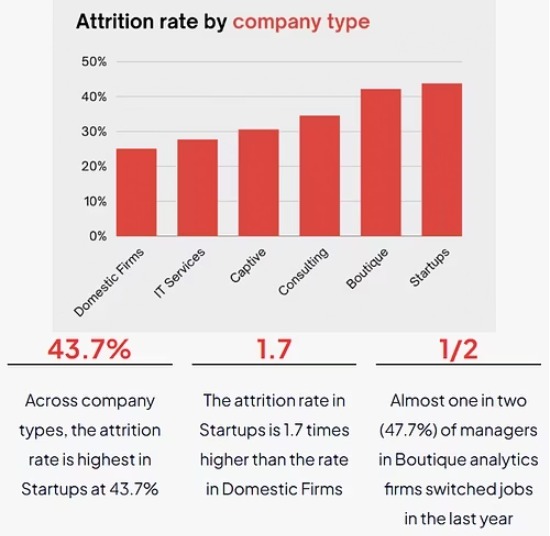 Attrition rate by company type
50%
40%
30%
20%
10%
0%
Domestic Firms
IT Services
Captive
Consulting
Boutique
Startups
43.7%
Across company
types, the attrition
rate is highest in
Startups at 43.7%
1.7
The attrition rate in
Startups is 1.7 times
higher than the rate
in Domestic Firms
1/2
Almost one in two
(47.7%) of managers
in Boutique analytics
firms switched jobs
in the last year